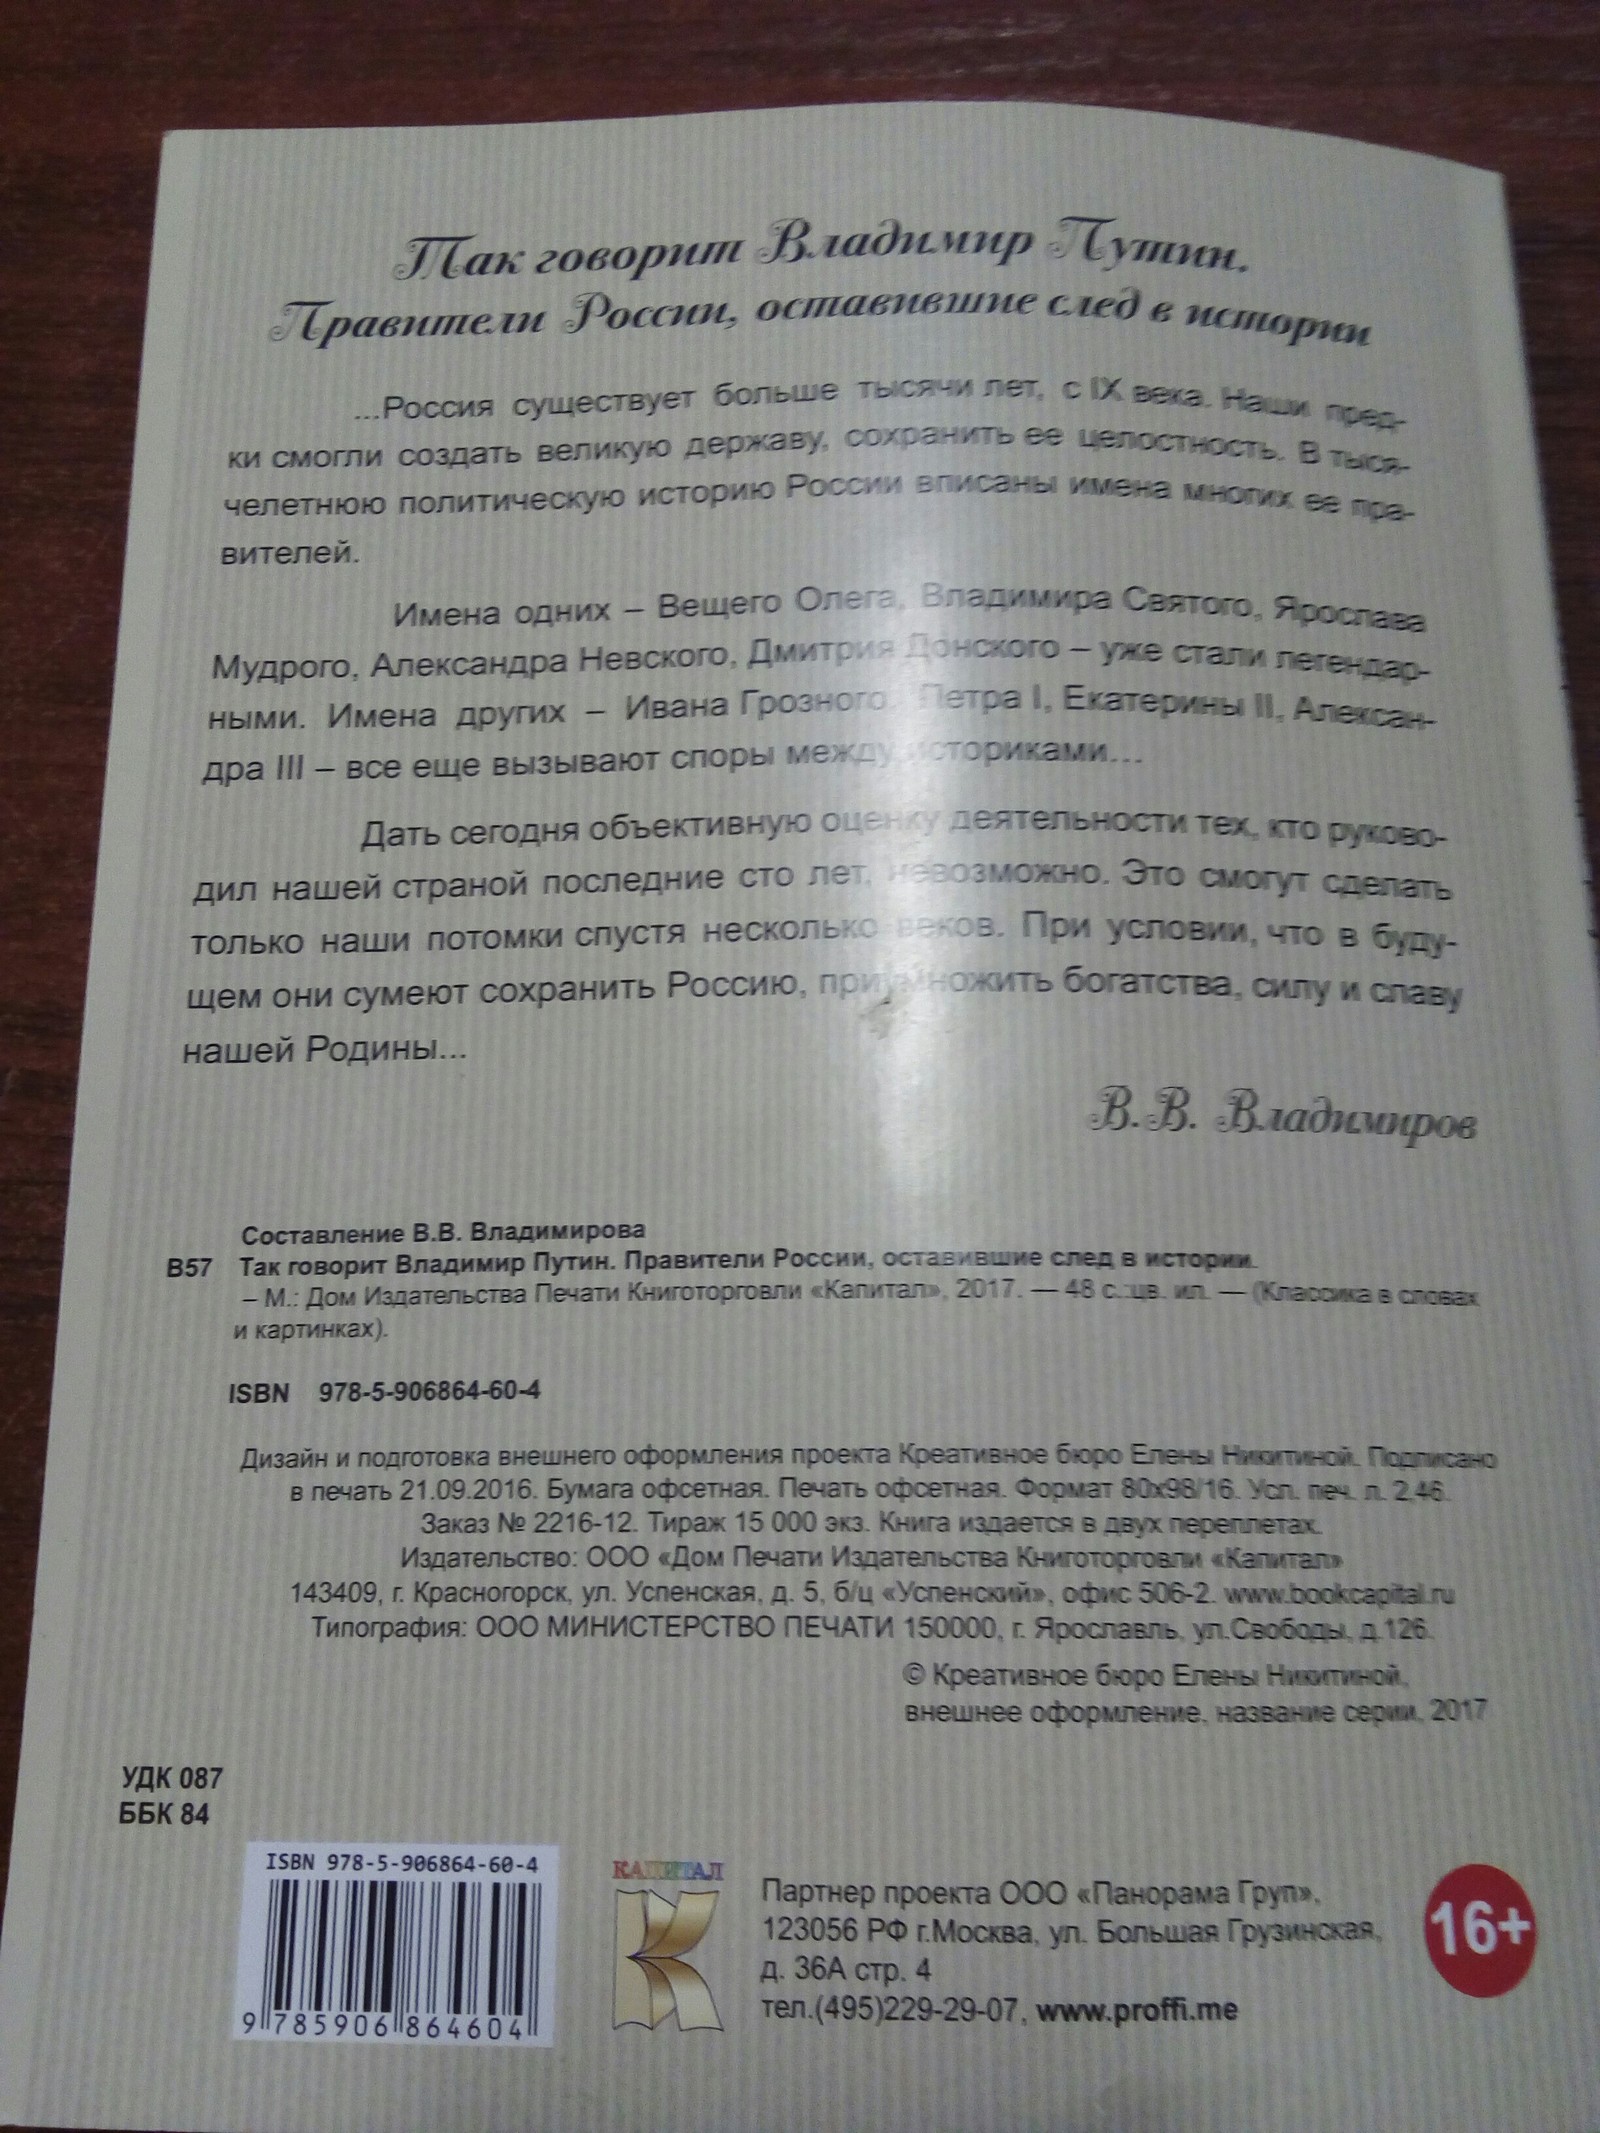 Так говорит Владимир Путин.
Правители России, оставившие след в истории
...Россия существует больше тысячи лет, с IX века. Наши пред-
ки смогли создать великую державу, сохранить ее целостность. В тыся-
челетнюю политическую историю России вписаны имена многих ее пра-
вителей.
Имена одних – Вещего Олега, Владимира Святого, Ярослава
Мудрого, Александра Невского, Дмитрия Донского – уже стали легендар-
ными. Имена других – Ивана Грозного, Петра I, Екатерины II, Алексан-
дра III – все еще вызывают споры между историками...
Дать сегодня объективную оценку деятельности тех, кто руково-
дил нашей страной последние сто лет, невозможно. Это смогут сделать
только наши потомки спустя несколько веков. При условии, что в буду-
щем они сумеют сохранить Россию, приумножить богатства, силу и славу
нашей Родины...
В.В. Владимиров
Составление В.В. Владимирова
В57 Так говорит Владимир Путин. Правители России, оставившие след в истории.
– М.: Дом Издательства Печати Книготорговли «Капитал», 2017. — 48 с.:цв. ил. — (Классика в словах
и картинках).
ISBN 978-5-906864-60-4
Дизайн и подготовка внешнего оформления проекта Креативное бюро Елены Никитиной. Подписано
в печать 21.09.2016. Бумага офсетная. Печать офсетная. Формат 80х98/16. Усл. печ. л. 2,46.
Заказ № 2216-12. Тираж 15 000 экз. Книга издается в двух переплетах.
Издательство: ООО «Дом Печати Издательства Книготорговли «Капитал»
143409, г. Красногорск, ул. Успенская, д. 5, б/ц «Успенский», офис 506-2. www.bookcapital.ru
Типография: ООО МИНИСТЕРСТВО ПЕЧАТИ 150000, г. Ярославль, ул.Свободы, д.126.
© Креативное бюро Елены Никитиной,
внешнее оформление, название серии, 2017
УДК 087
ББК 84
ISBN 978-5-906864-60-4
9 785906 864604
КАПИТАЛ
Партнер проекта ООО «Панорама Груп»,
123056 РФ г.Москва, ул. Большая Грузинская,
д. 36А стр. 4
тел.(495)229-29-07, www.proffi.me
16+